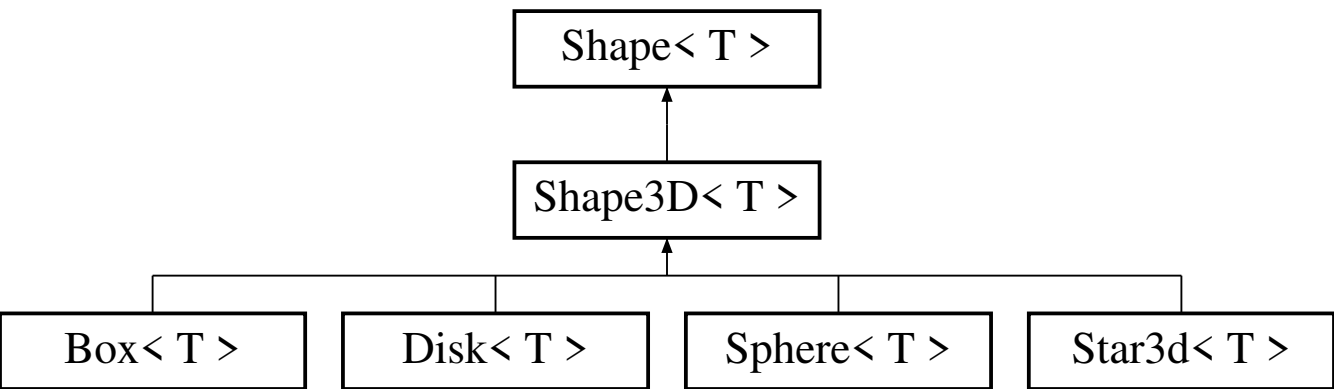 Shape< T >
Shape3D< T >
Box< T >
Disk< T >
Sphere< T >
Star3d< T >